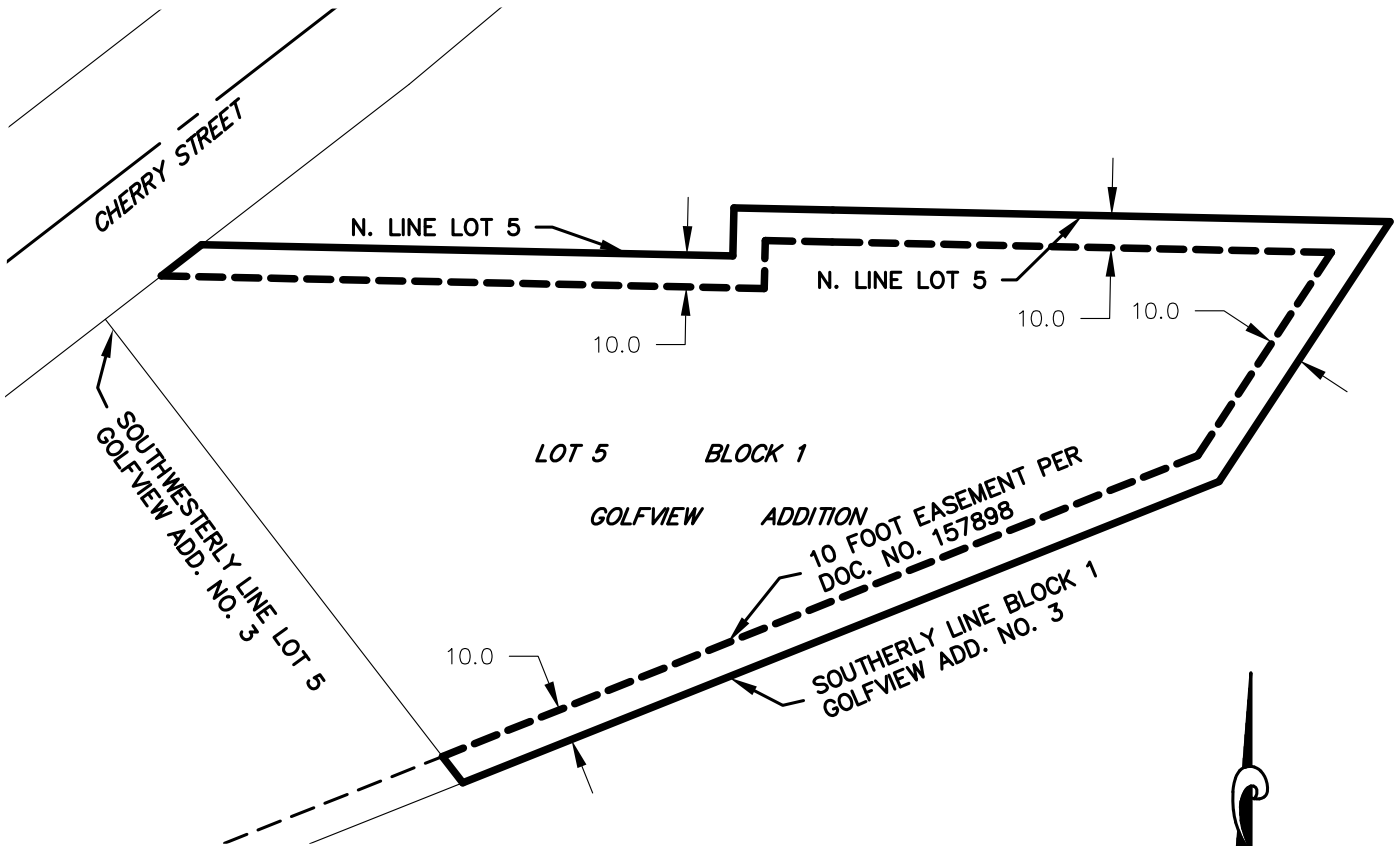 CHERRY STREET
N. LINE LOT 5
N. LINE LOT 5
10.0
10.0
10.0
SOUTHWESTERLY LINE LOT 5
GOLFVIEW ADD. NO. 3
LOT 5 BLOCK 1
GOLFVIEW ADDITION
10 FOOT EASEMENT PER
DOC. NO. 157898
10.0
SOUTHERLY LINE BLOCK 1
GOLFVIEW ADD. NO. 3